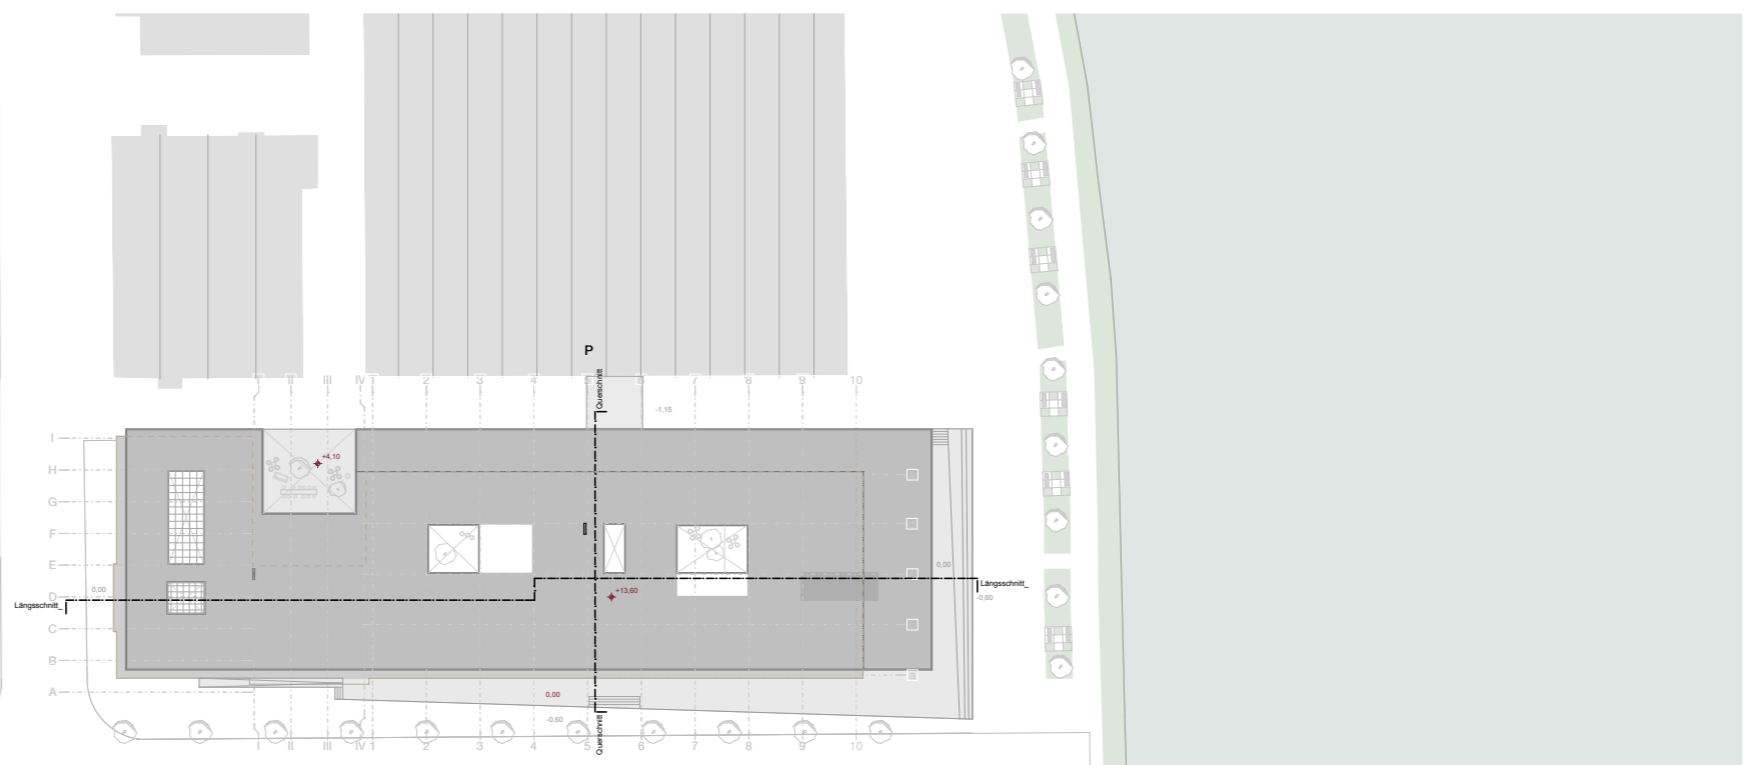 P
Querschnitt
I II III IV 1 2 3 4 5 6 7 8 9 10
-1,15
I
H
+4,10
G
F
E
D
0,00
+13,60
0,00
Längsschnitt_
Längsschnitt_
-0,60
C
B
A
0,00
-0,60
Querschnitt
I II III IV 1 2 3 4 5 6 7 8 9 10